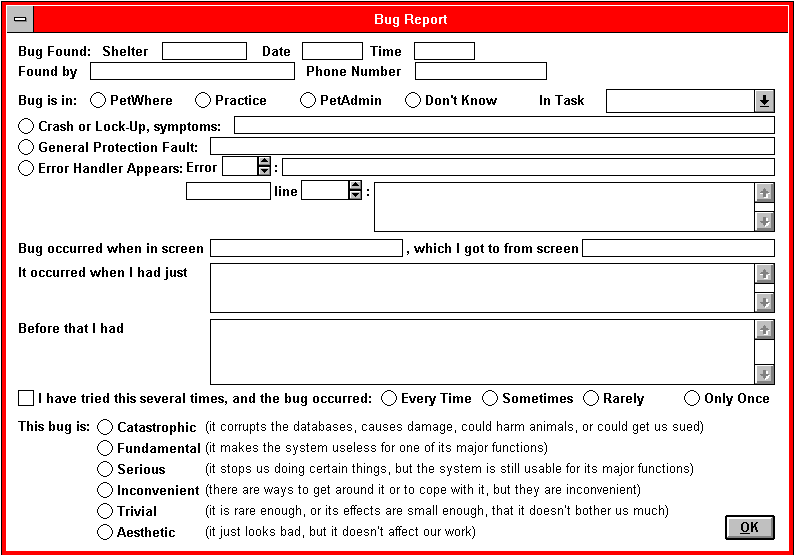 Bug Report
Bug Found: Shelter Date Time
Found by Phone Number
Bug is in: PetWhere Practice PetAdmin Don't Know In Task
Crash or Lock-Up, symptoms:
General Protection Fault:
Error Handler Appears: Error :
line :
Bug occurred when in screen , which I got to from screen
It occurred when I had just
Before that I had
I have tried this several times, and the bug occurred: Every Time Sometimes Rarely Only Once
This bug is: Catastrophic (it corrupts the databases, causes damage, could harm animals, or could get us sued)
Fundamental (it makes the system useless for one of its major functions)
Serious (it stops us doing certain things, but the system is still usable for its major functions)
Inconvenient (there are ways to get around it or to cope with it, but they are inconvenient)
Trivial (it is rare enough, or its effects are small enough, that it doesn't bother us much)
Aesthetic (it just looks bad, but it doesn't affect our work)
OK